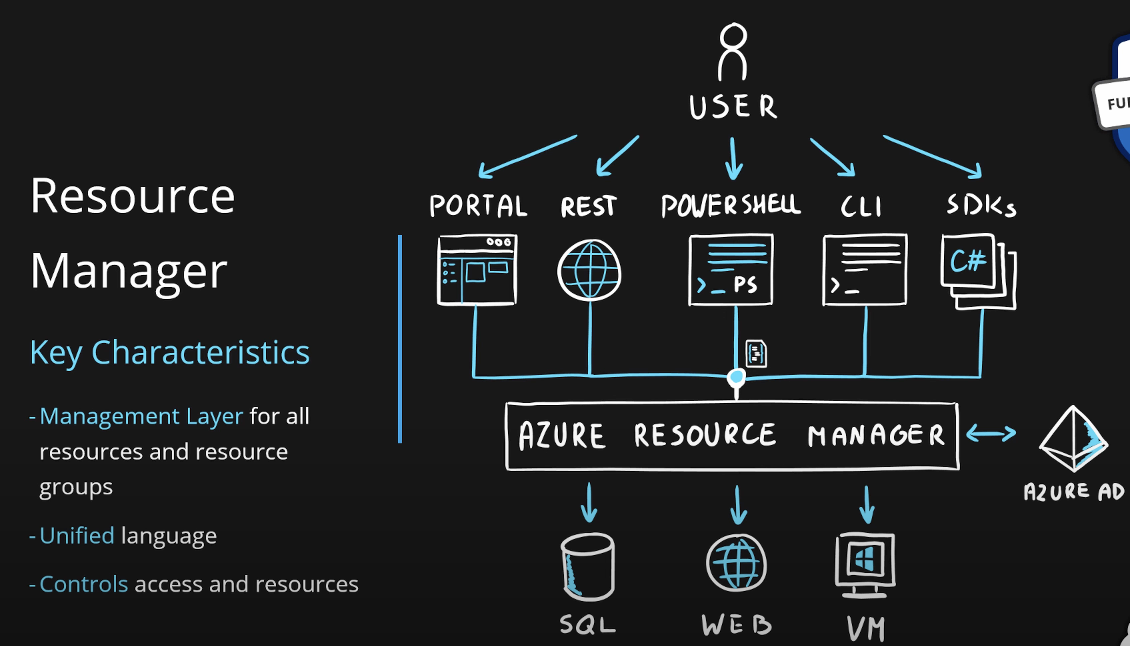 Resource
Manager
Key Characteristics
- Management Layer for all
resources and resource
groups
- Unified language
- Controls access and resources
USER
PORTAL REST POWERSHELL CLI SDKs
>_ PS >_ C#
AZURE RESOURCE MANAGER
AZURE AD
SQL WEB VM